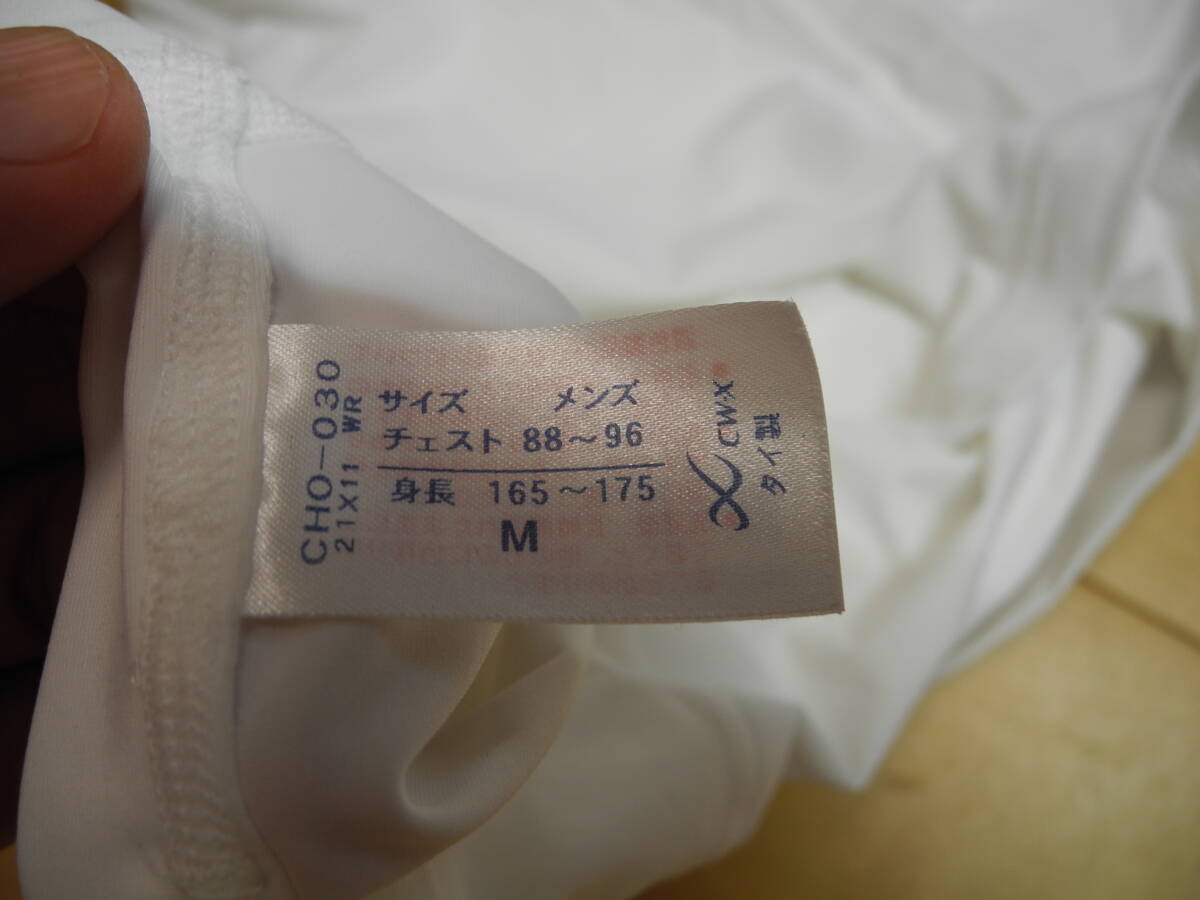 サイズ メンズ
チェスト 88～96
身長 165～175
M
CHO-030
WR
21X11
CW-X
タイ製